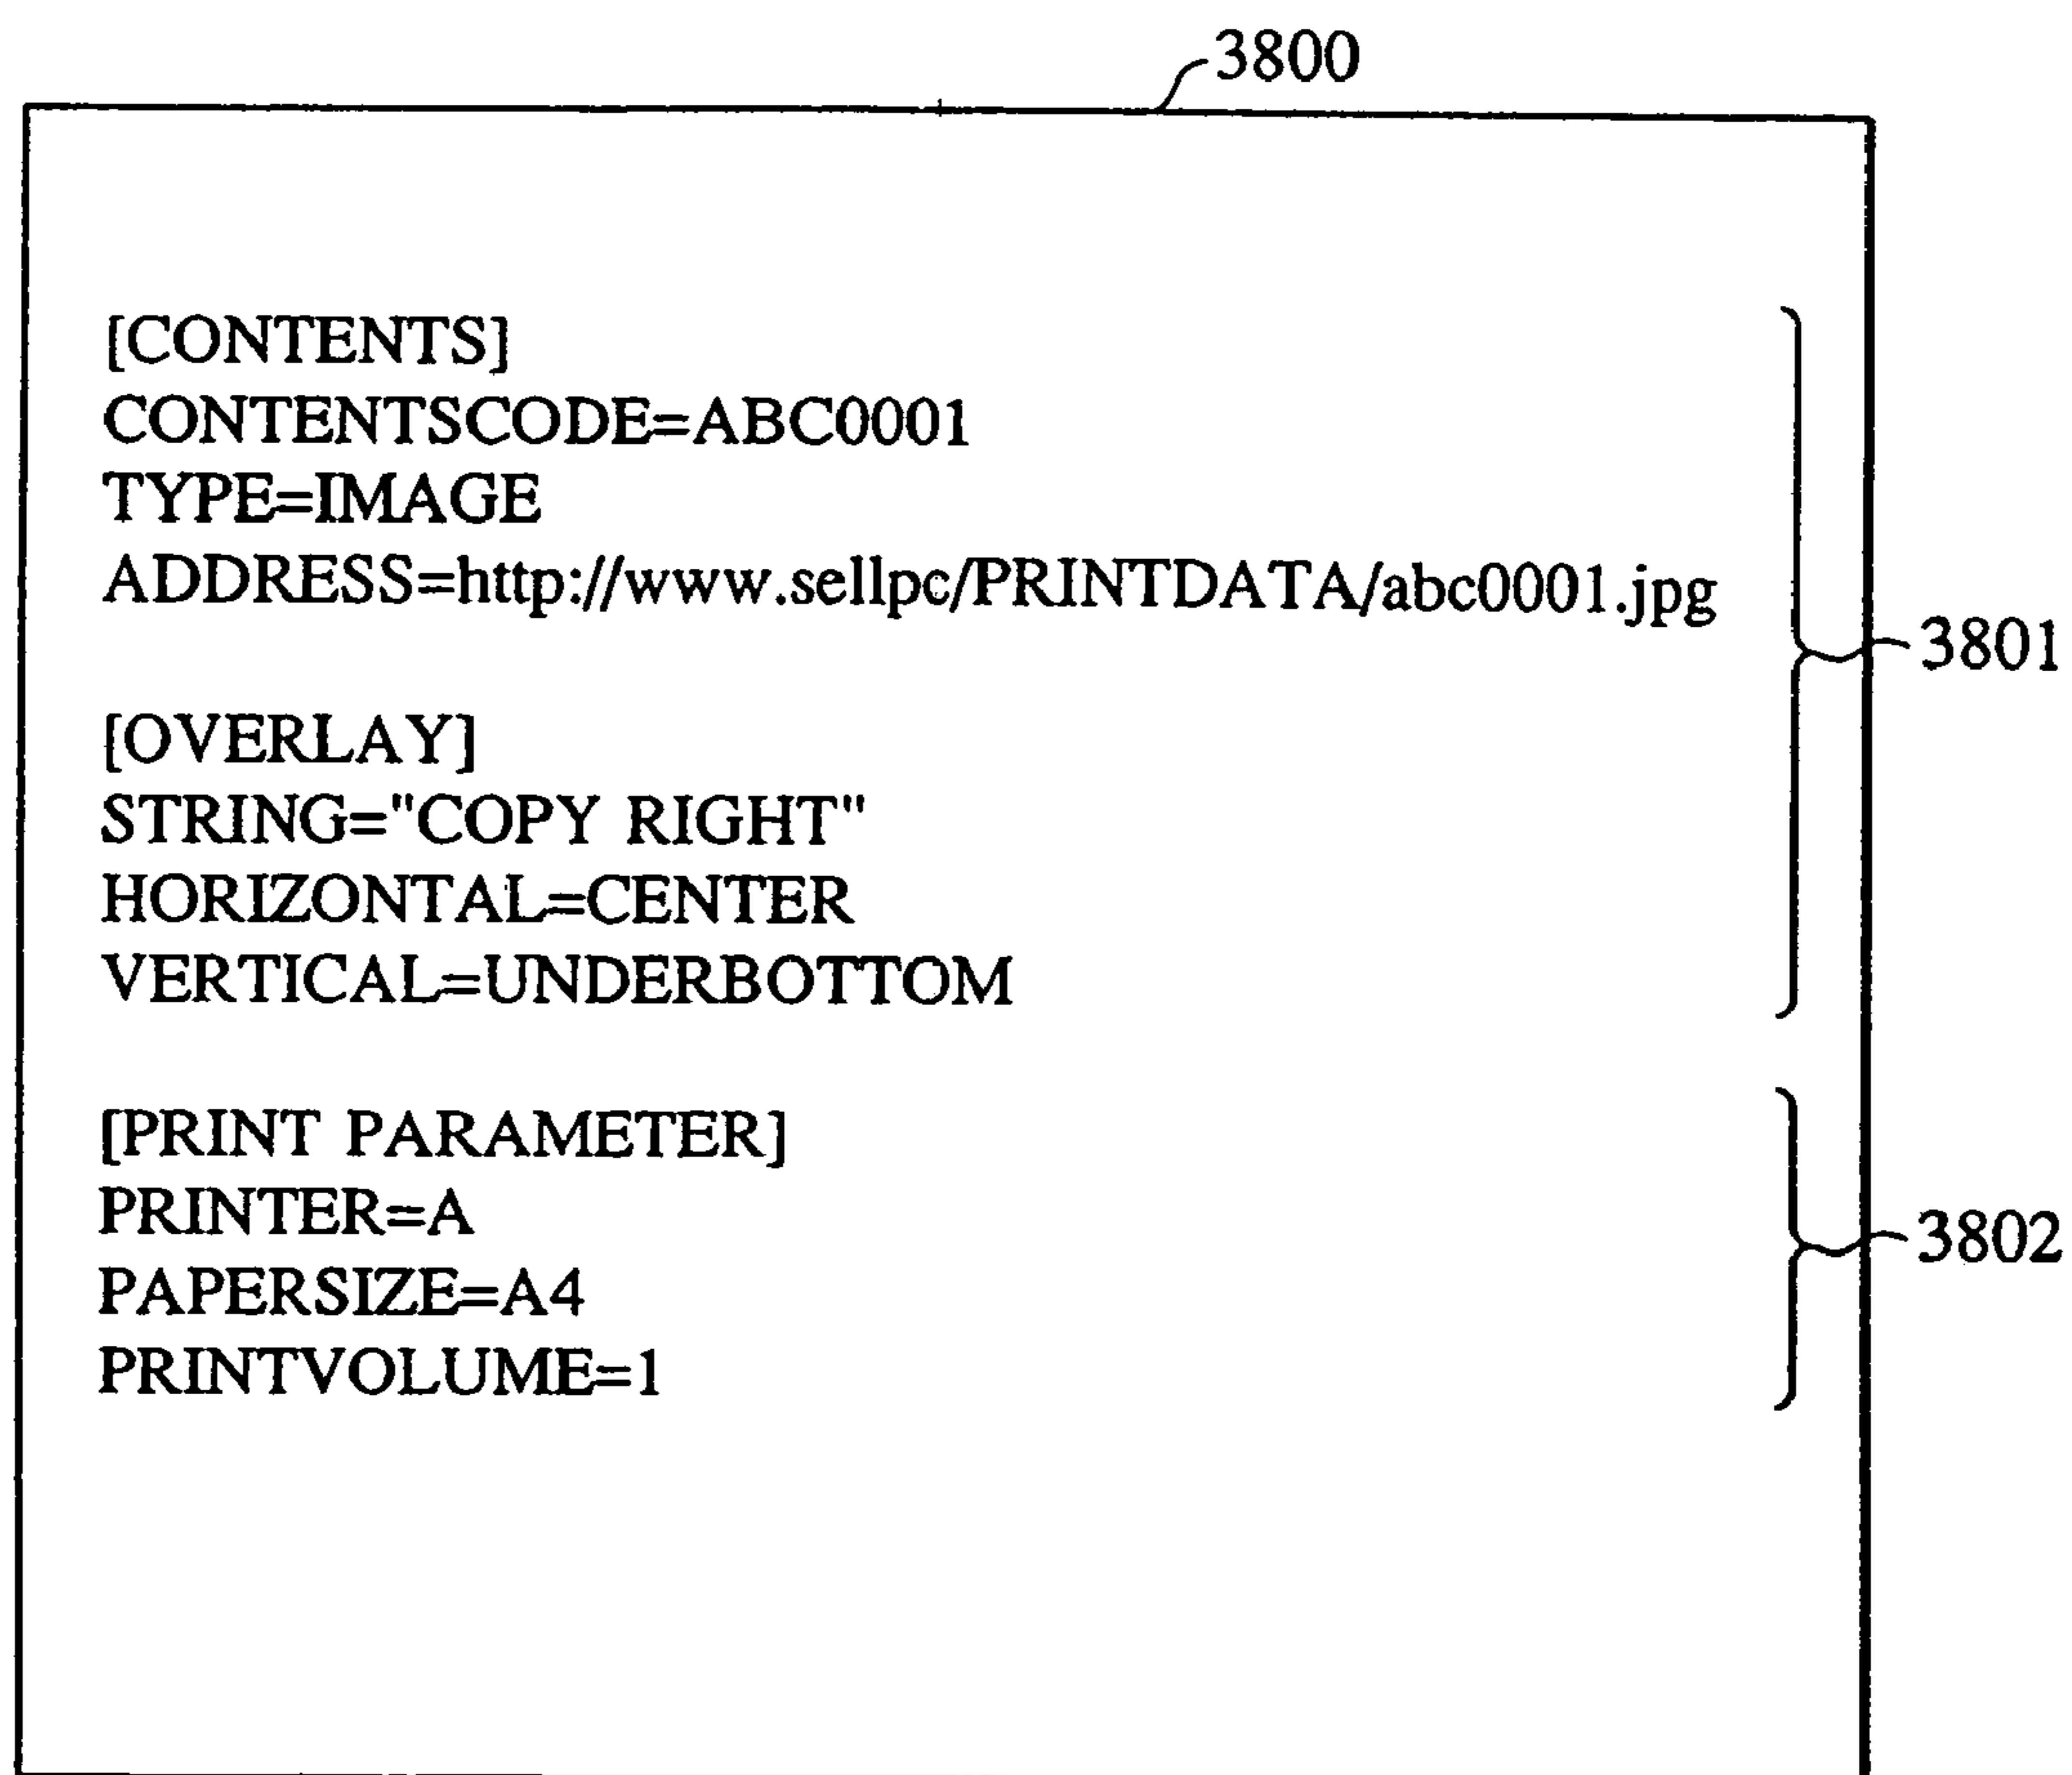 3800
[CONTENTS]
CONTENTSCODE=ABC0001
TYPE=IMAGE
ADDRESS=http://www.sellpc/PRINTDATA/abc0001.jpg
3801
[OVERLAY]
STRING="COPY RIGHT"
HORIZONTAL=CENTER
VERTICAL=UNDERBOTTOM
[PRINT PARAMETER]
PRINTER=A
3802
PAPERSIZE=A4
PRINTVOLUME=1